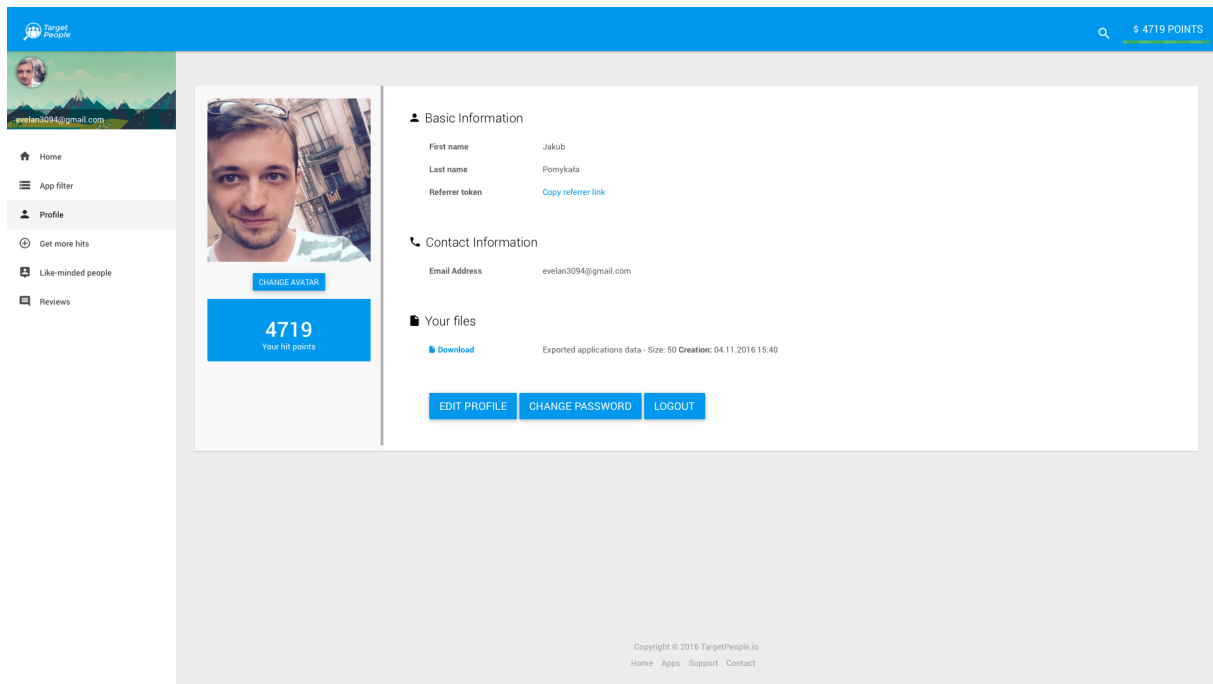 Target
People
$ 4719 POINTS
evelan3094@gmail.com
Home
App filter
Profile
Get more hits
Like-minded people
Reviews
CHANGE AVATAR
4719
Your hit points
Basic Information
First name Jakub
Last name Pomykała
Referrer token Copy referrer link
Contact Information
Email Address evelan3094@gmail.com
Your files
Download Exported applications data - Size: 50 Creation: 04.11.2016 15:40
EDIT PROFILE CHANGE PASSWORD LOGOUT
Copyright © 2016 TargetPeople.io
Home Apps Support Contact